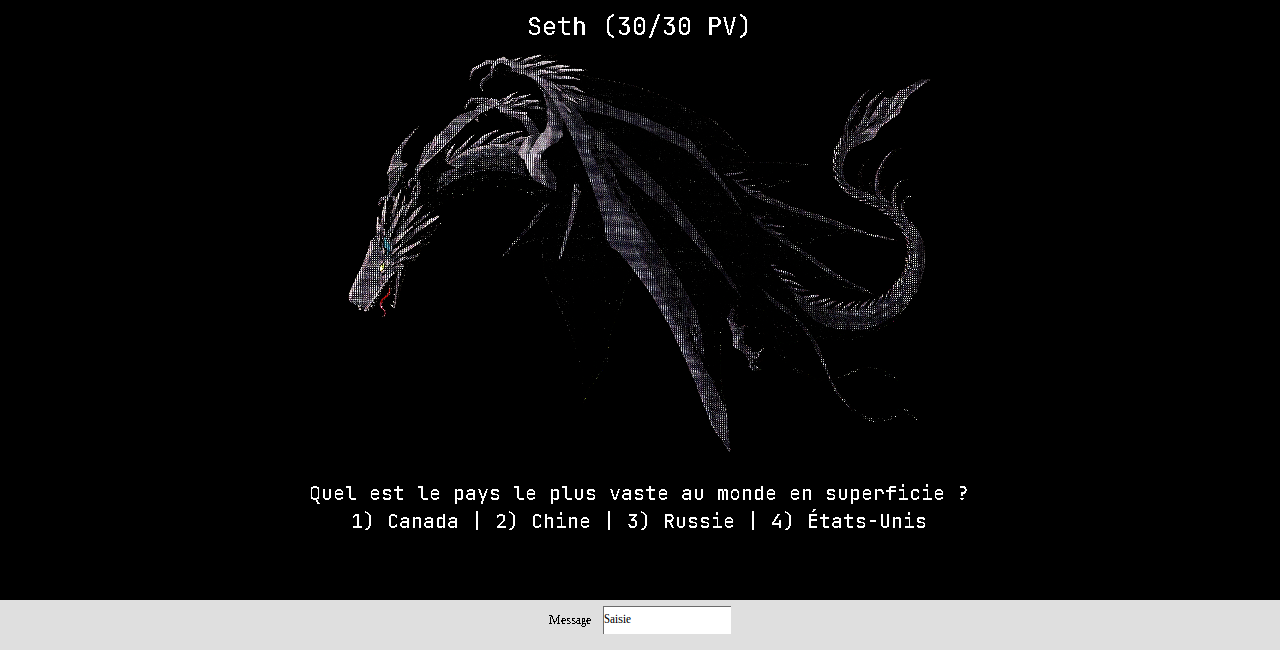 Seth (30/30 PV)
Quel est le pays le plus vaste au monde en superficie ?
1) Canada | 2) Chine | 3) Russie | 4) États-Unis
Message Saisie